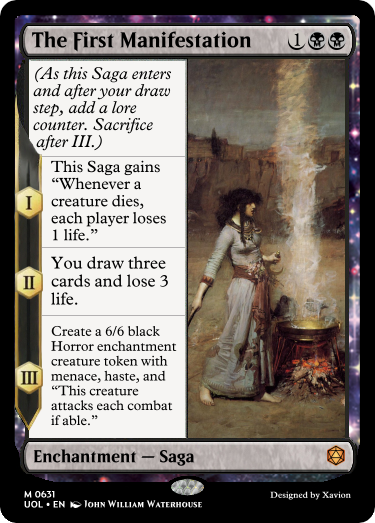 The First Manifestation 1
(As this Saga enters
and after your draw
step, add a lore
counter. Sacrifice
after III.)
I
This Saga gains
“Whenever a
creature dies,
each player loses
1 life.”
II
You draw three
cards and lose 3
life.
III
Create a 6/6 black
Horror enchantment
creature token with
menace, haste, and
“This creature
attacks each combat
if able.”
Enchantment — Saga
M 0631
UOL • EN John William Waterhouse
Designed by Xavion